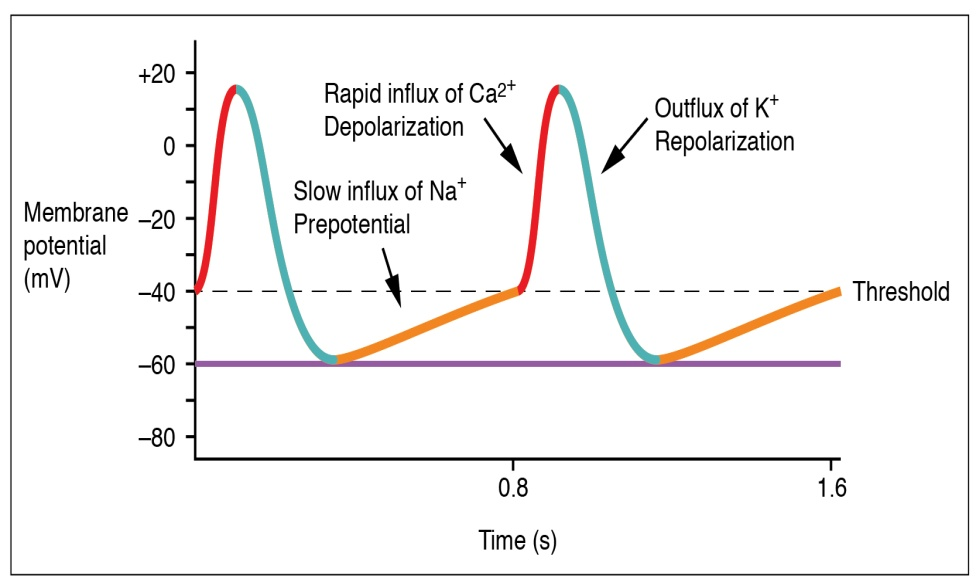 +20
0
–20
–40
–60
–80
Membrane
potential
(mV)
Rapid influx of Ca²⁺
Depolarization
Outflux of K⁺
Repolarization
Slow influx of Na⁺
Prepotential
Threshold
0.8
1.6
Time (s)